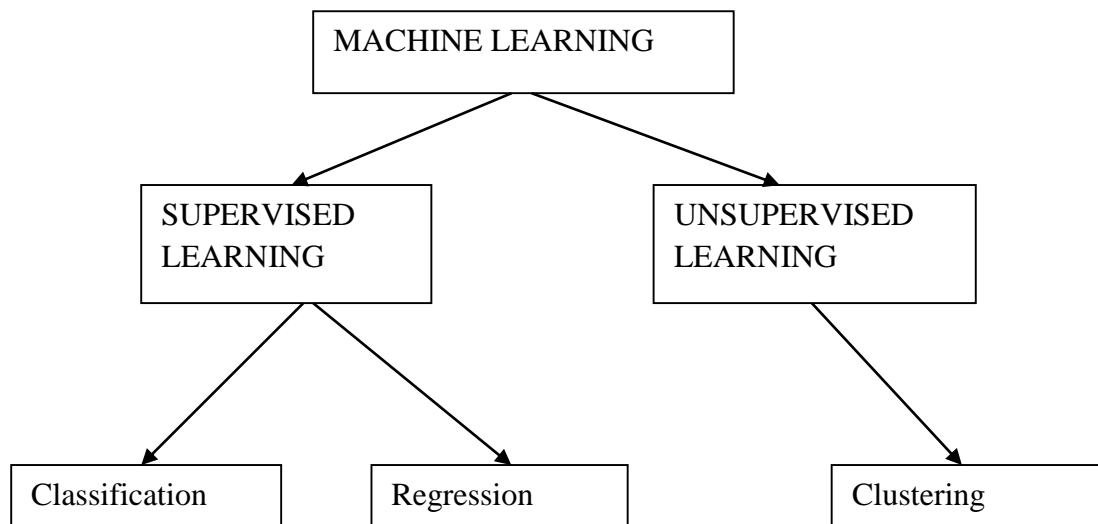 MACHINE LEARNING
SUPERVISED
LEARNING
UNSUPERVISED
LEARNING
Classification
Regression
Clustering